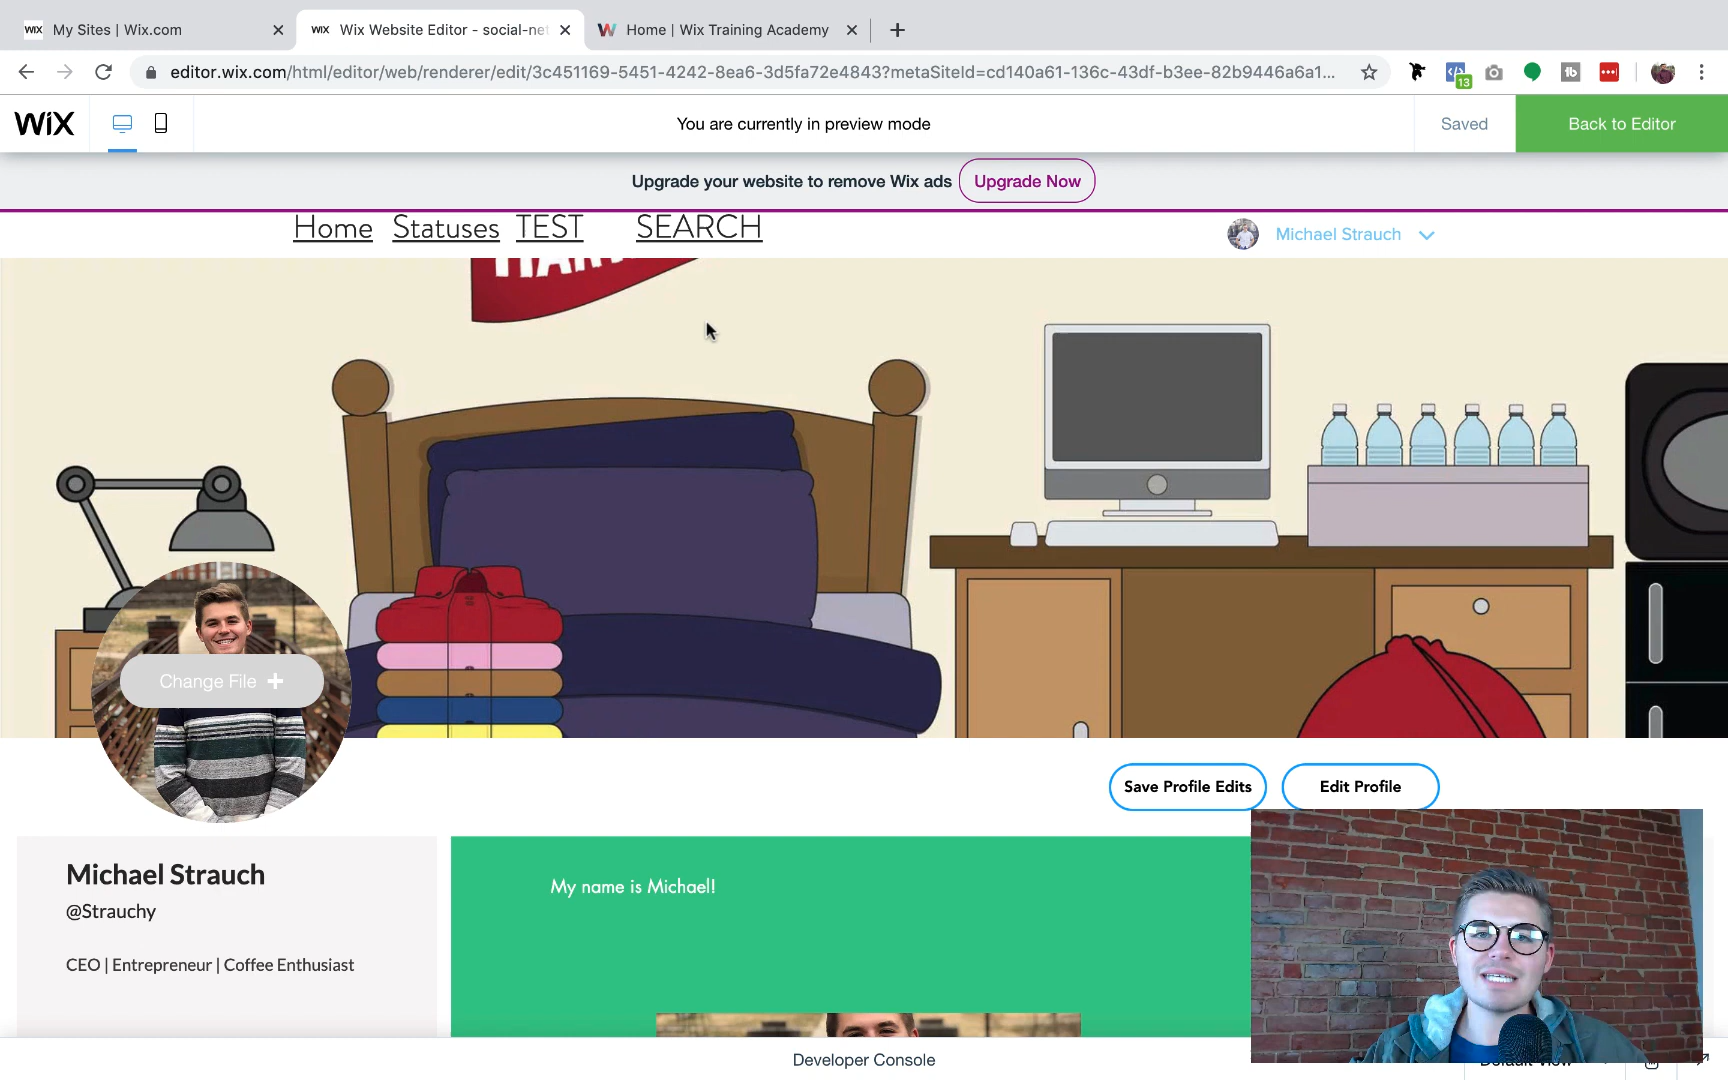 WiX My Sites | Wix.com
WiX Wix Website Editor - social-net
Home | Wix Training Academy
editor.wix.com/html/editor/web/renderer/edit/3c451169-5451-4242-8ea6-3d5fa72e4843?metaSiteId=cd140a61-136c-43df-b3ee-82b9446a6a1...
13
WiX
You are currently in preview mode
Saved
Back to Editor
Upgrade your website to remove Wix ads
Upgrade Now
Home Statuses TEST SEARCH
Michael Strauch
Change File
Save Profile Edits
Edit Profile
Michael Strauch
@Strauchy
CEO | Entrepreneur | Coffee Enthusiast
My name is Michael!
Developer Console